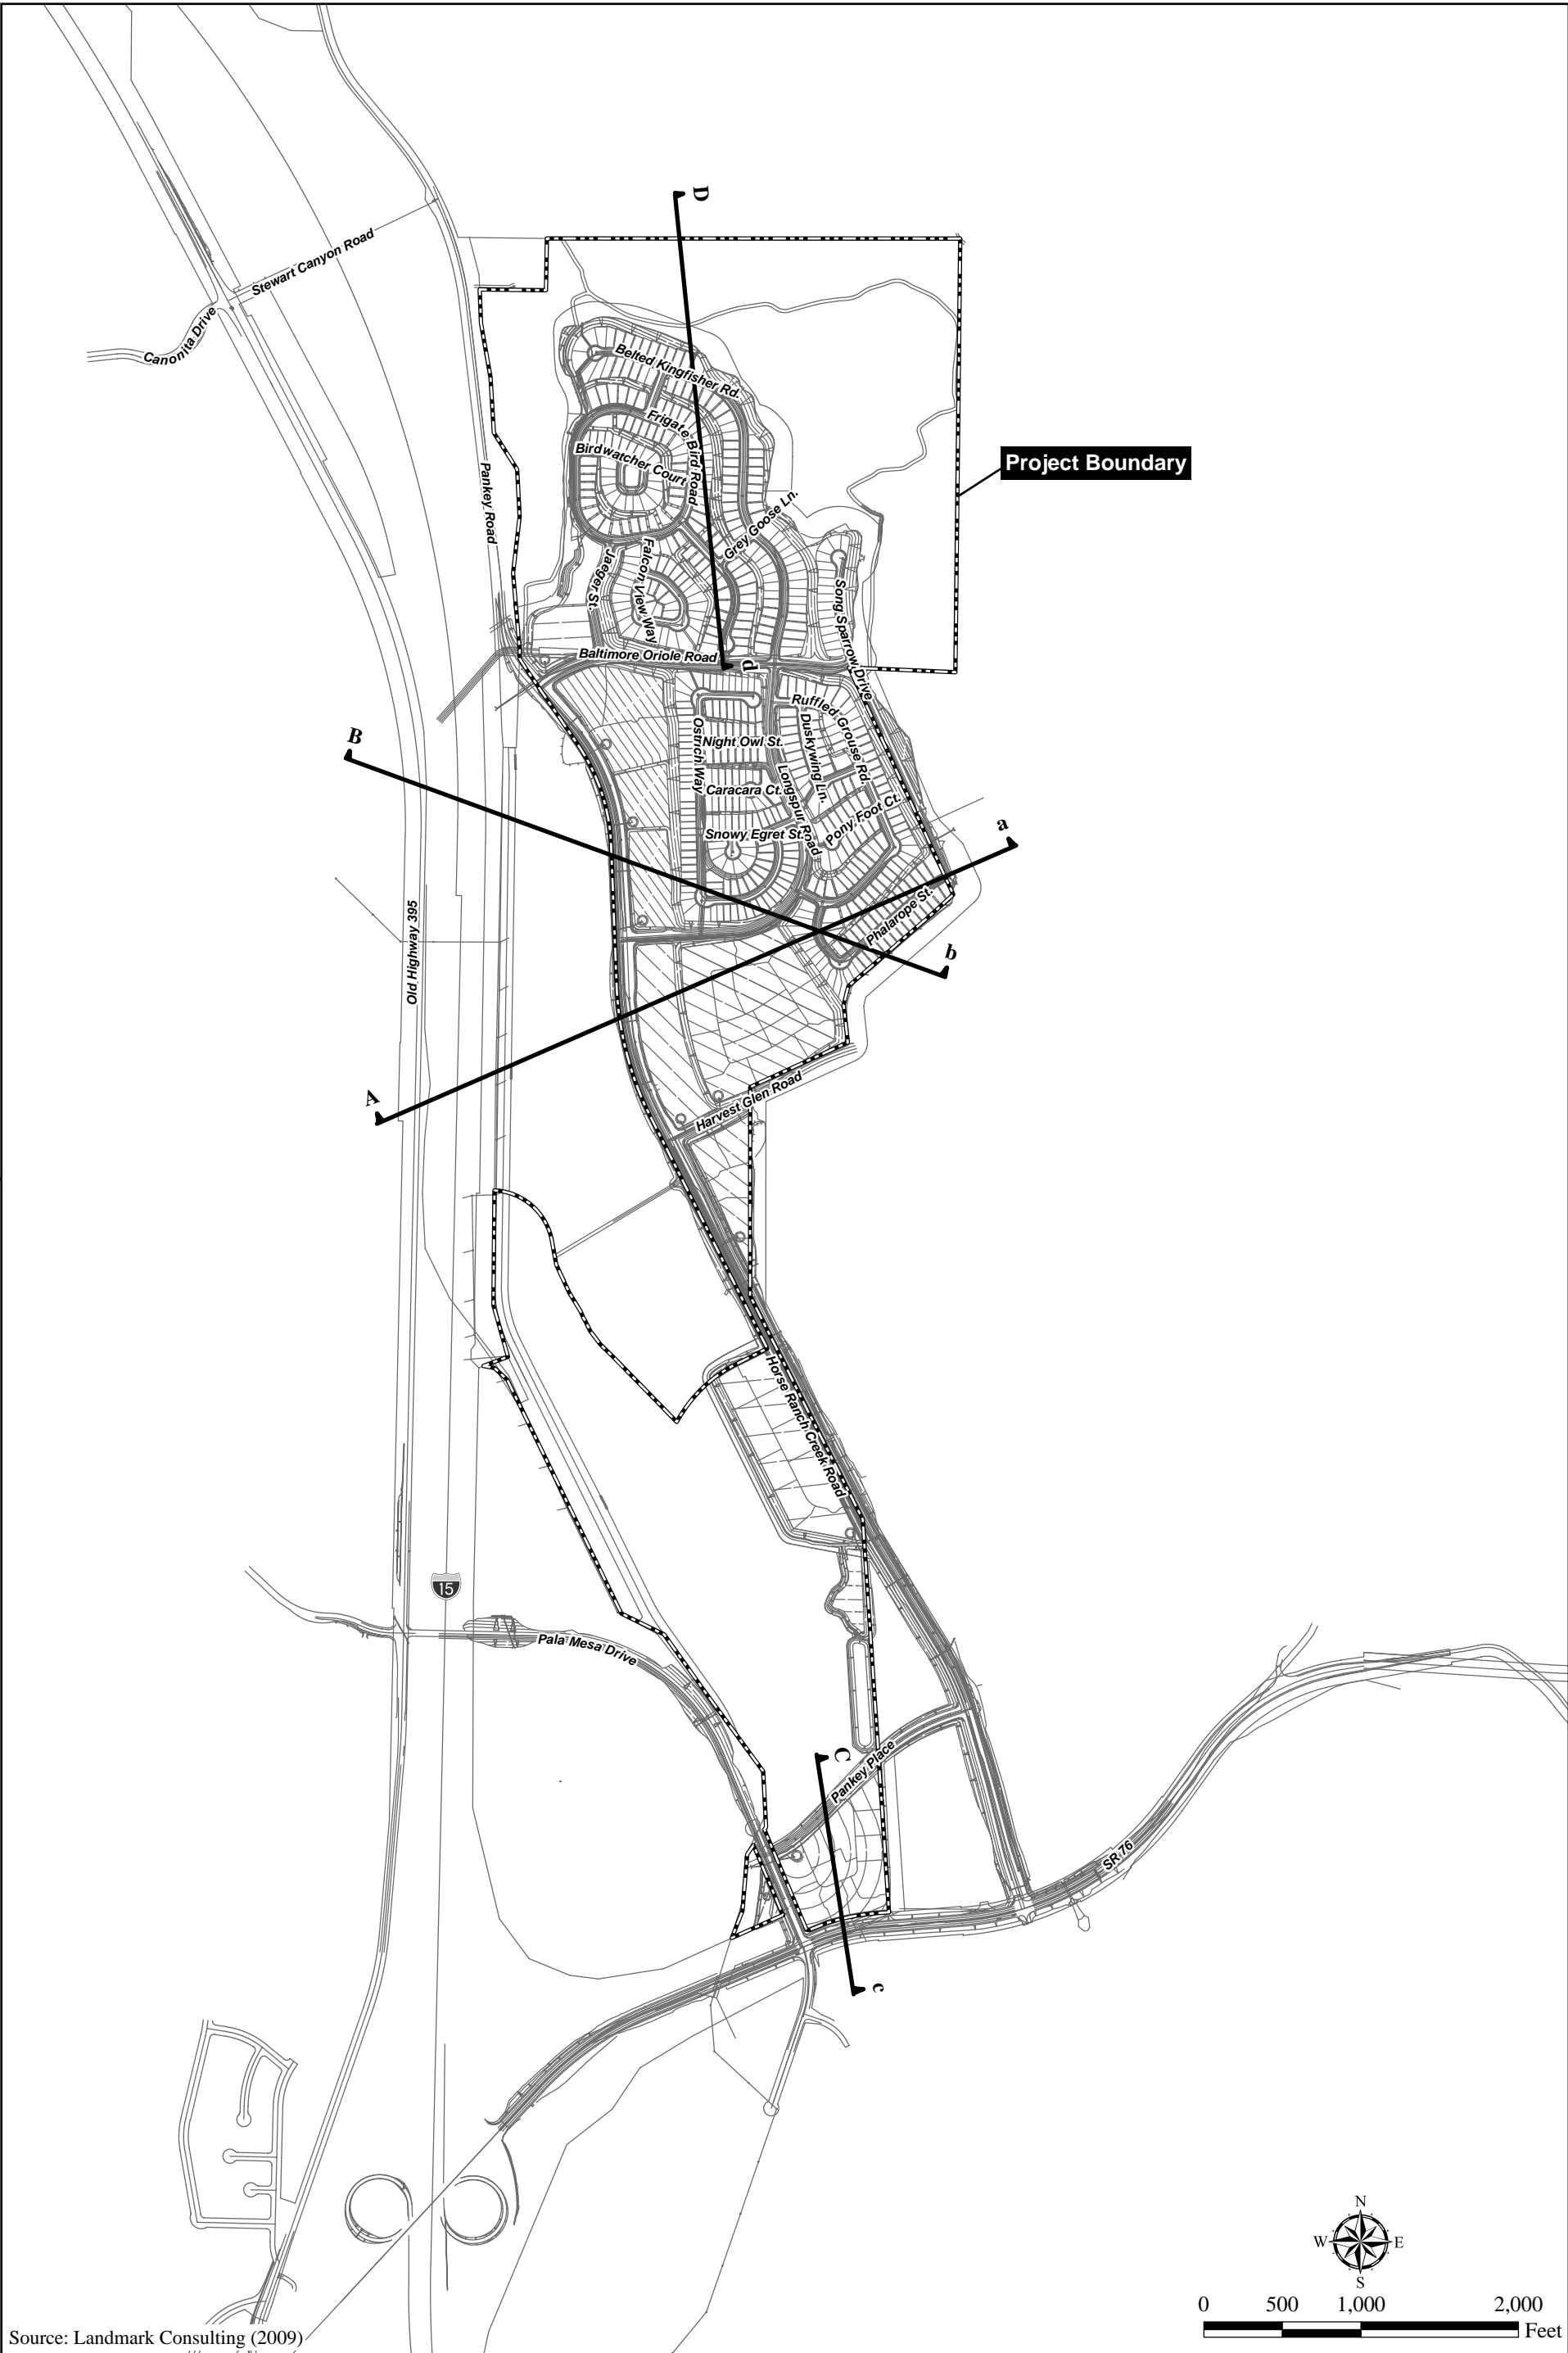 D
Stewart Canyon Road
Canonita Drive
Belted Kingfisher Rd.
Frigate Bird Road
Birdwatcher Court
Project Boundary
Pankey Road
Grey Goose Ln.
Falcon View Way
Jaeger St.
Song Sparrow Drive
Baltimore Oriole Road
d
Ruffled Grouse Rd.
Ostrich Way
Duskywing Ln.
B
Night Owl St.
Longspur Road
Caracara Ct.
Pony Foot Ct.
Snowy Egret St.
a
Phalarope St.
Old Highway 395
b
A
Harvest Glen Road
Horse Ranch Creek Road
15
Pala Mesa Drive
C
Pankey Place
SR 76
c
N
W E
S
0 500 1,000 2,000
Feet
Source: Landmark Consulting (2009)